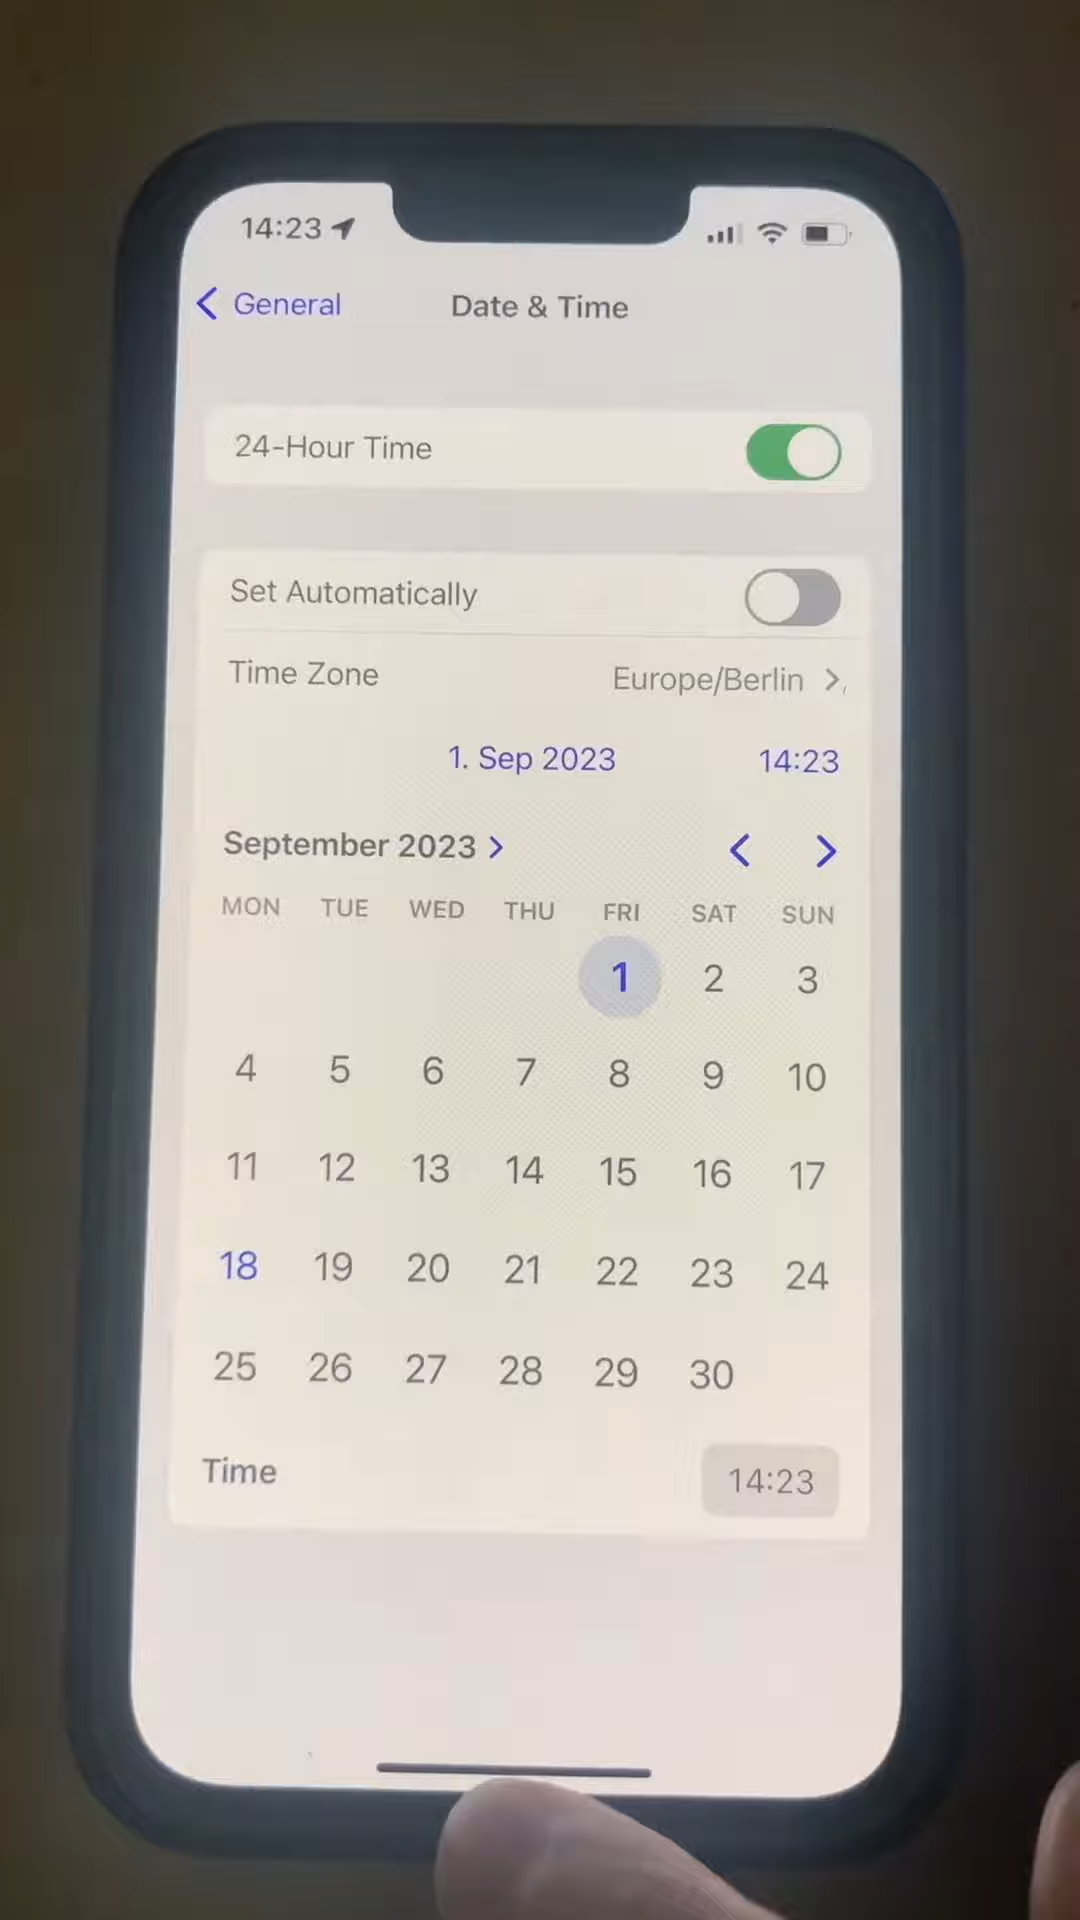 14:23
General
Date & Time
24-Hour Time
Set Automatically
Time Zone Europe/Berlin
1. Sep 2023 14:23
September 2023
MON TUE WED THU FRI SAT SUN
1 2 3
4 5 6 7 8 9 10
11 12 13 14 15 16 17
18 19 20 21 22 23 24
25 26 27 28 29 30
Time 14:23